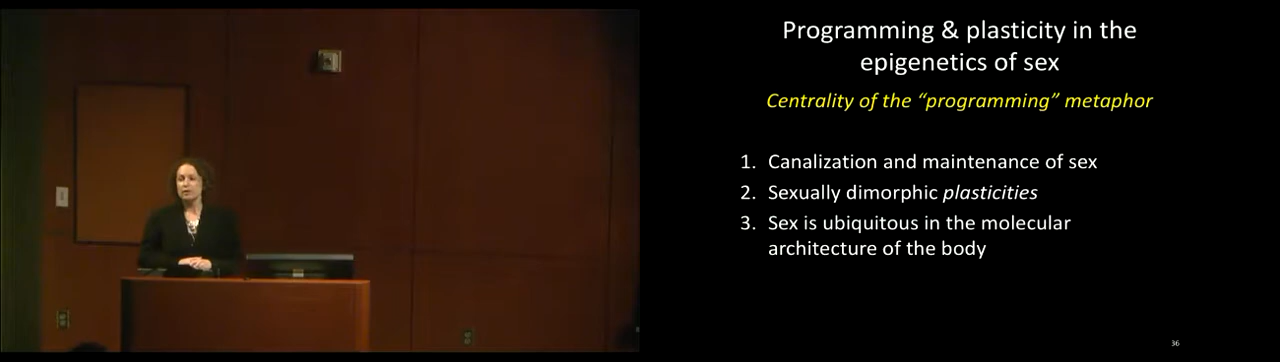 Programming & plasticity in the
epigenetics of sex
Centrality of the “programming” metaphor
1. Canalization and maintenance of sex
2. Sexually dimorphic plasticities
3. Sex is ubiquitous in the molecular
architecture of the body
36